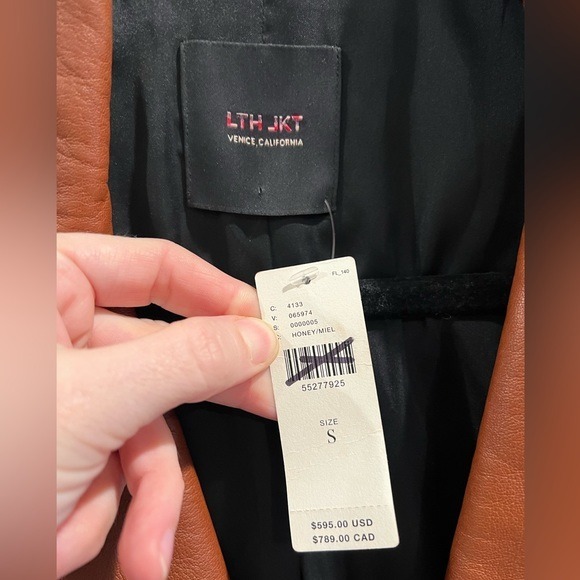 LTH JKT
VENICE, CALIFORNIA
FL_140
C: 4133
V: 065974
S: 0000005
HONEY/MIEL
55277925
SIZE
S
$595.00 USD
$789.00 CAD